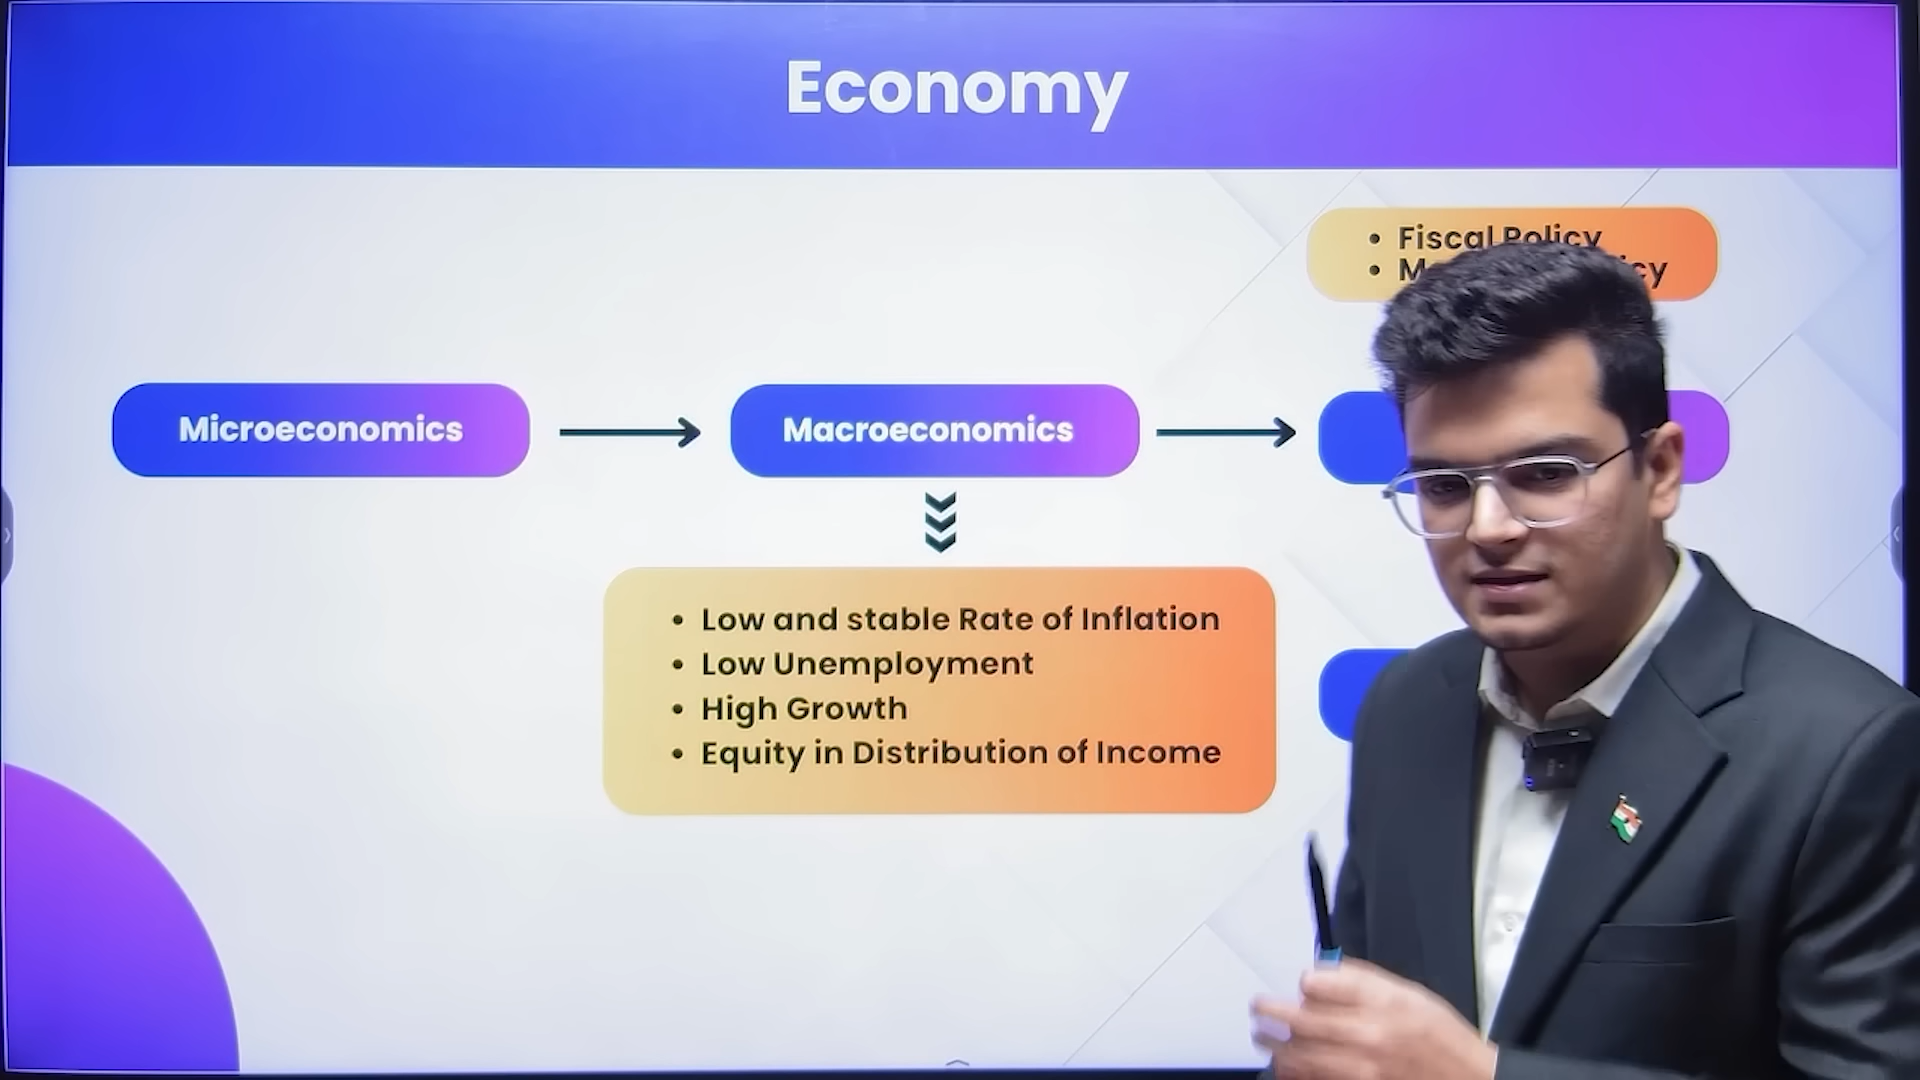 Economy
Fiscal Policy
Microeconomics
Macroeconomics
Low and stable Rate of Inflation
Low Unemployment
High Growth
Equity in Distribution of Income